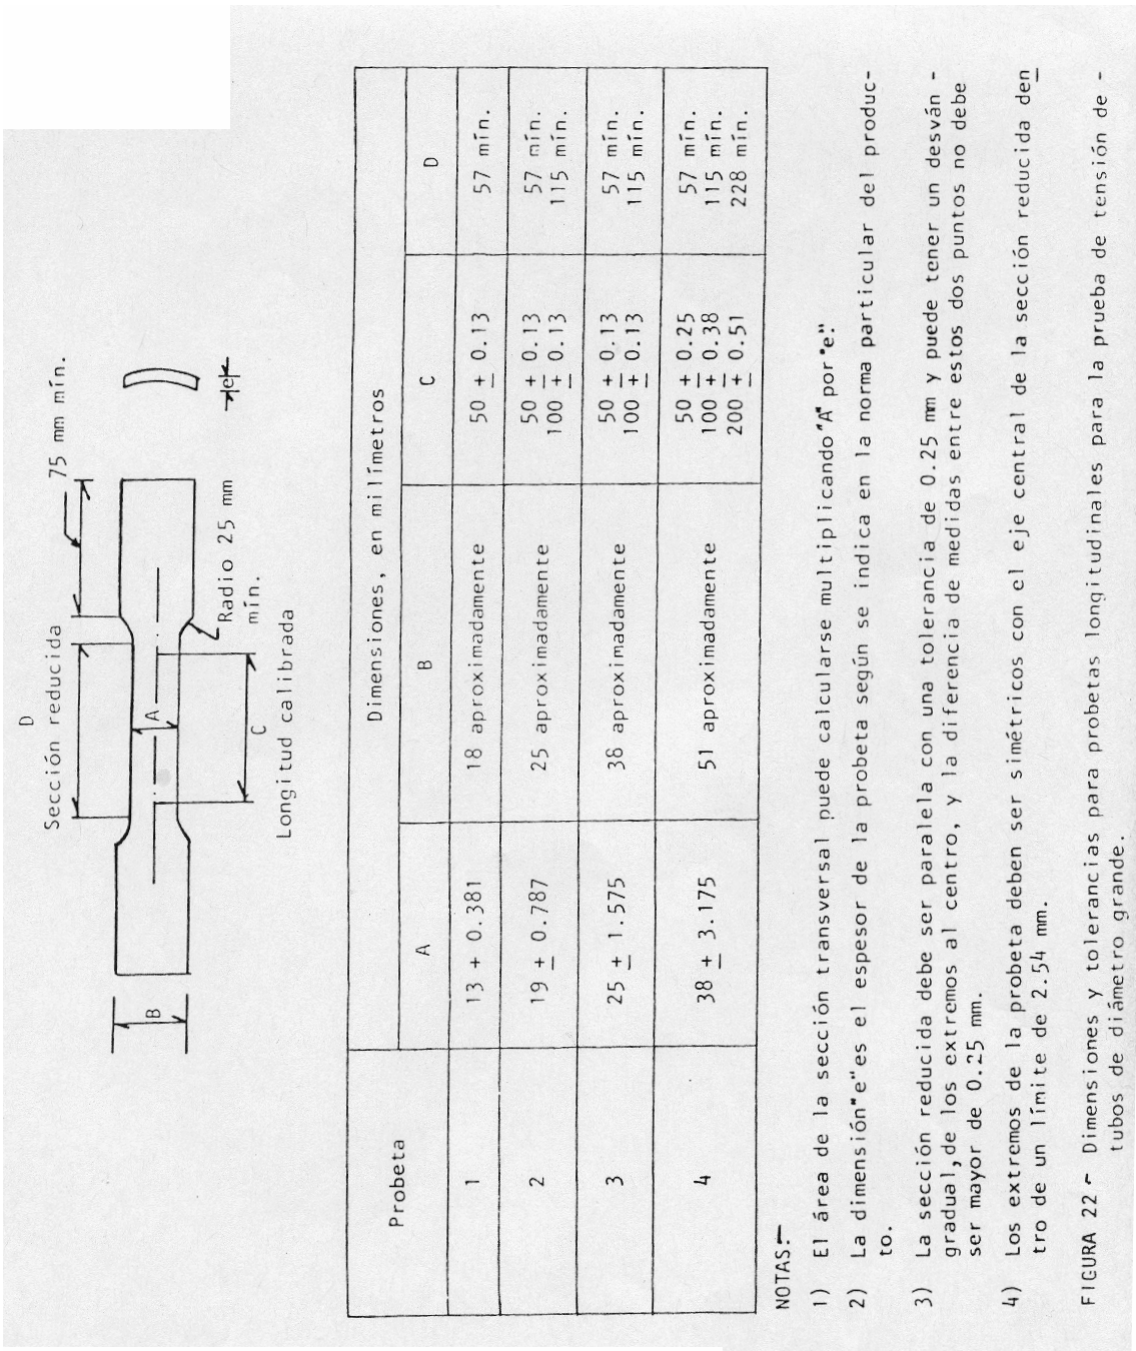 D
Sección reducida
75 mm mín.
B
A
Radio 25 mm
mín.
e
C
Longitud calibrada
Probeta
Dimensiones, en milímetros
A B C D
1 13 + 0.381 18 aproximadamente 50 ± 0.13 57 mín.
2 19 ± 0.787 25 aproximadamente 50 ± 0.13 57 mín.
100 ± 0.13 115 mín.
3 25 ± 1.575 38 aproximadamente 50 ± 0.13 57 mín.
100 ± 0.13 115 mín.
4 38 ± 3.175 51 aproximadamente 50 ± 0.25 57 mín.
100 ± 0.38 115 mín.
200 ± 0.51 228 mín.
NOTAS:-
1) El área de la sección transversal puede calcularse multiplicando "A" por "e".
2) La dimensión "e" es el espesor de la probeta según se indica en la norma particular del produc-
to.
3) La sección reducida debe ser paralela con una tolerancia de 0.25 mm y puede tener un desván -
gradual, de los extremos al centro, y la diferencia de medidas entre estos dos puntos no debe
ser mayor de 0.25 mm.
4) Los extremos de la probeta deben ser simétricos con el eje central de la sección reducida den
tro de un límite de 2.54 mm.
FIGURA 22 - Dimensiones y tolerancias para probetas longitudinales para la prueba de tensión de -
tubos de diámetro grande.